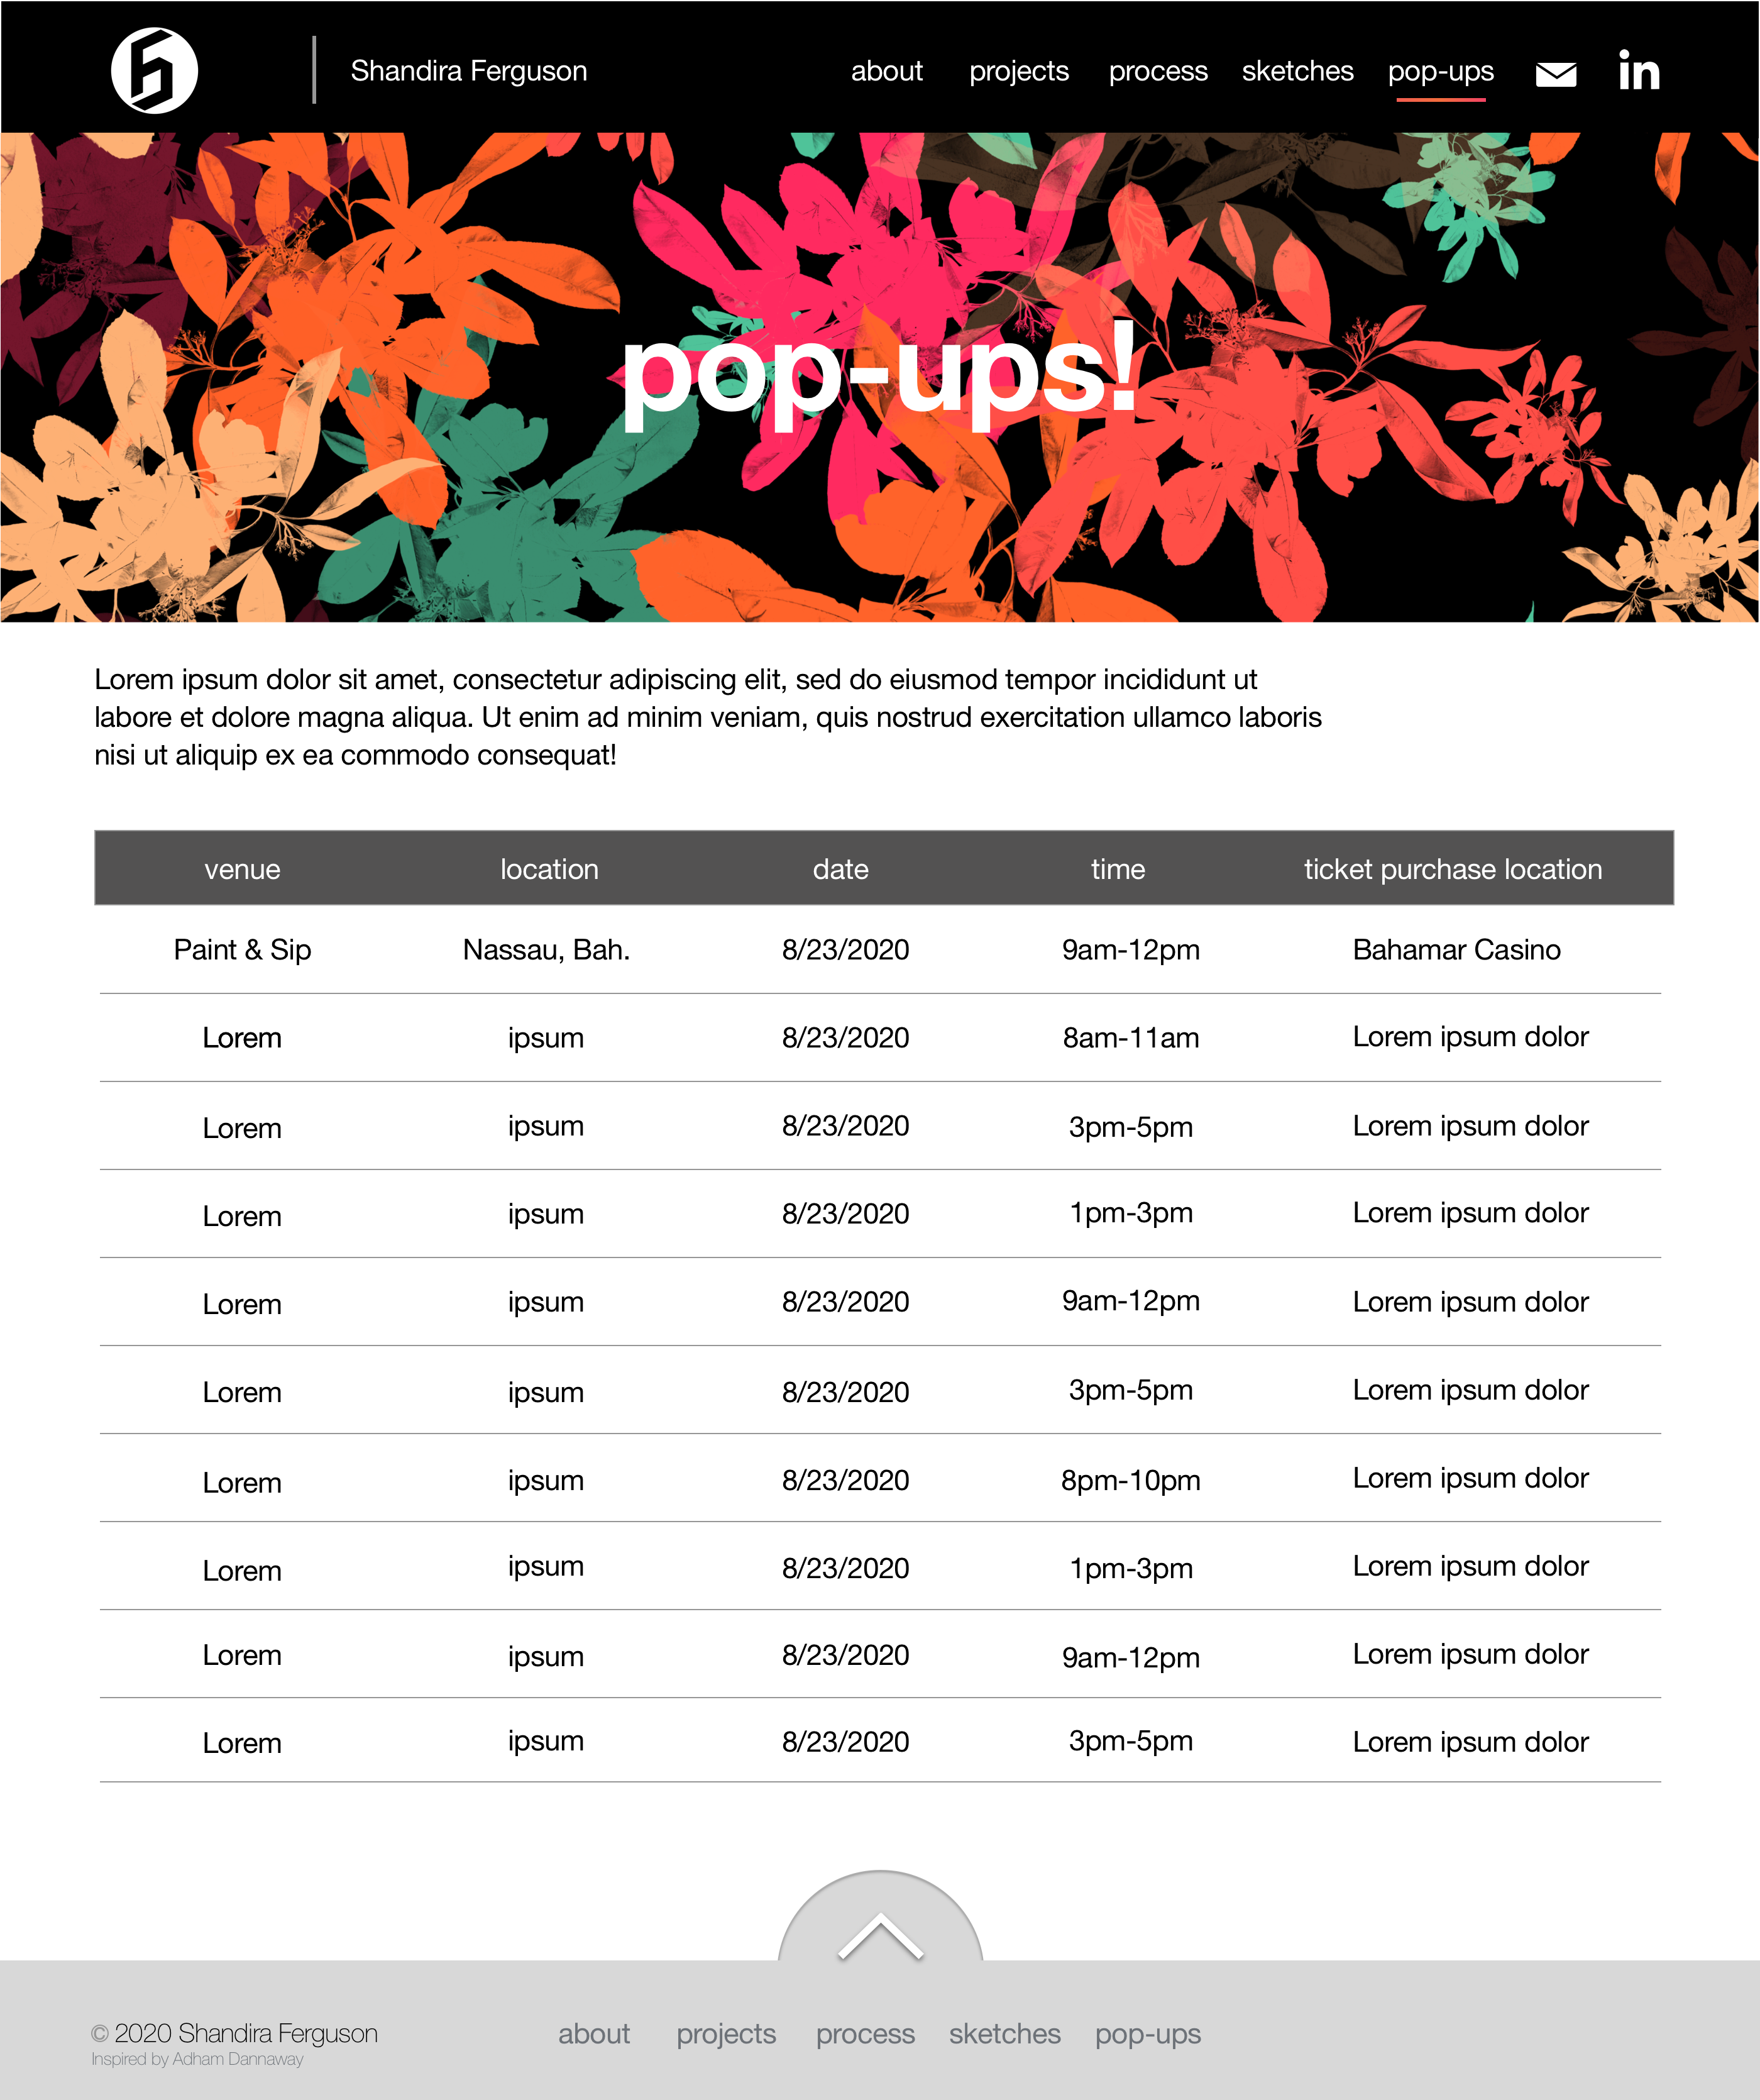 Shandira Ferguson about projects process sketches pop-ups in
pop-ups!
Lorem ipsum dolor sit amet, consectetur adipiscing elit, sed do eiusmod tempor incididunt ut
labore et dolore magna aliqua. Ut enim ad minim veniam, quis nostrud exercitation ullamco laboris
nisi ut aliquip ex ea commodo consequat!
venue location date time ticket purchase location
Paint & Sip Nassau, Bah. 8/23/2020 9am-12pm Bahamar Casino
Lorem ipsum 8/23/2020 8am-11am Lorem ipsum dolor
Lorem ipsum 8/23/2020 3pm-5pm Lorem ipsum dolor
Lorem ipsum 8/23/2020 1pm-3pm Lorem ipsum dolor
Lorem ipsum 8/23/2020 9am-12pm Lorem ipsum dolor
Lorem ipsum 8/23/2020 3pm-5pm Lorem ipsum dolor
Lorem ipsum 8/23/2020 8pm-10pm Lorem ipsum dolor
Lorem ipsum 8/23/2020 1pm-3pm Lorem ipsum dolor
Lorem ipsum 8/23/2020 9am-12pm Lorem ipsum dolor
Lorem ipsum 8/23/2020 3pm-5pm Lorem ipsum dolor
© 2020 Shandira Ferguson about projects process sketches pop-ups
Inspired by Adham Dannaway